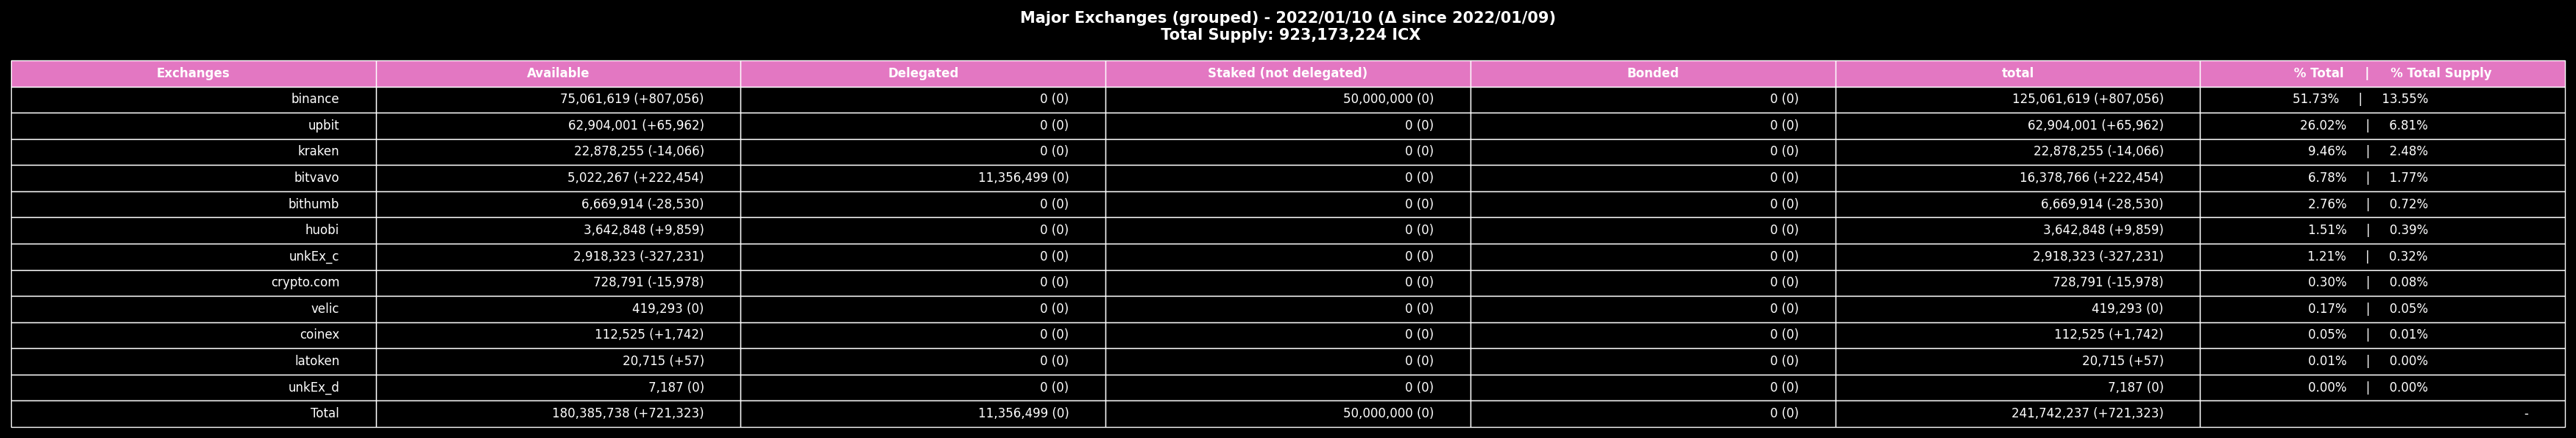 Major Exchanges (grouped) - 2022/01/10 (Δ since 2022/01/09)
Total Supply: 923,173,224 ICX
Exchanges Available Delegated Staked (not delegated) Bonded total % Total | % Total Supply
binance 75,061,619 (+807,056) 0 (0) 50,000,000 (0) 0 (0) 125,061,619 (+807,056) 51.73% | 13.55%
upbit 62,904,001 (+65,962) 0 (0) 0 (0) 0 (0) 62,904,001 (+65,962) 26.02% | 6.81%
kraken 22,878,255 (-14,066) 0 (0) 0 (0) 0 (0) 22,878,255 (-14,066) 9.46% | 2.48%
bitvavo 5,022,267 (+222,454) 11,356,499 (0) 0 (0) 0 (0) 16,378,766 (+222,454) 6.78% | 1.77%
bithumb 6,669,914 (-28,530) 0 (0) 0 (0) 0 (0) 6,669,914 (-28,530) 2.76% | 0.72%
huobi 3,642,848 (+9,859) 0 (0) 0 (0) 0 (0) 3,642,848 (+9,859) 1.51% | 0.39%
unkEx_c 2,918,323 (-327,231) 0 (0) 0 (0) 0 (0) 2,918,323 (-327,231) 1.21% | 0.32%
crypto.com 728,791 (-15,978) 0 (0) 0 (0) 0 (0) 728,791 (-15,978) 0.30% | 0.08%
velic 419,293 (0) 0 (0) 0 (0) 0 (0) 419,293 (0) 0.17% | 0.05%
coinex 112,525 (+1,742) 0 (0) 0 (0) 0 (0) 112,525 (+1,742) 0.05% | 0.01%
latoken 20,715 (+57) 0 (0) 0 (0) 0 (0) 20,715 (+57) 0.01% | 0.00%
unkEx_d 7,187 (0) 0 (0) 0 (0) 0 (0) 7,187 (0) 0.00% | 0.00%
Total 180,385,738 (+721,323) 11,356,499 (0) 50,000,000 (0) 0 (0) 241,742,237 (+721,323) -